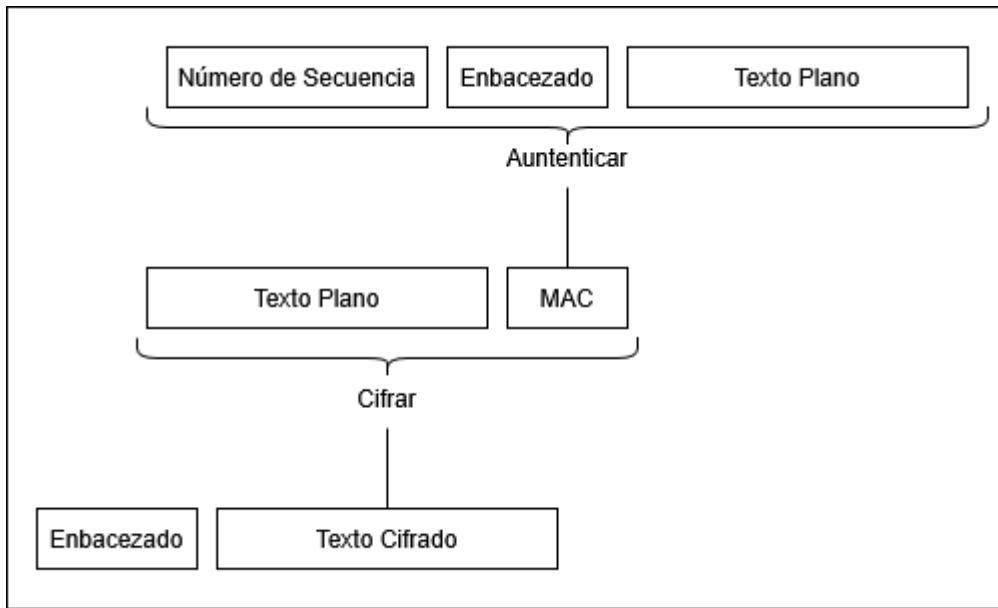 Número de Secuencia
Enbacezado
Texto Plano
Auntenticar
Texto Plano
MAC
Cifrar
Enbacezado
Texto Cifrado